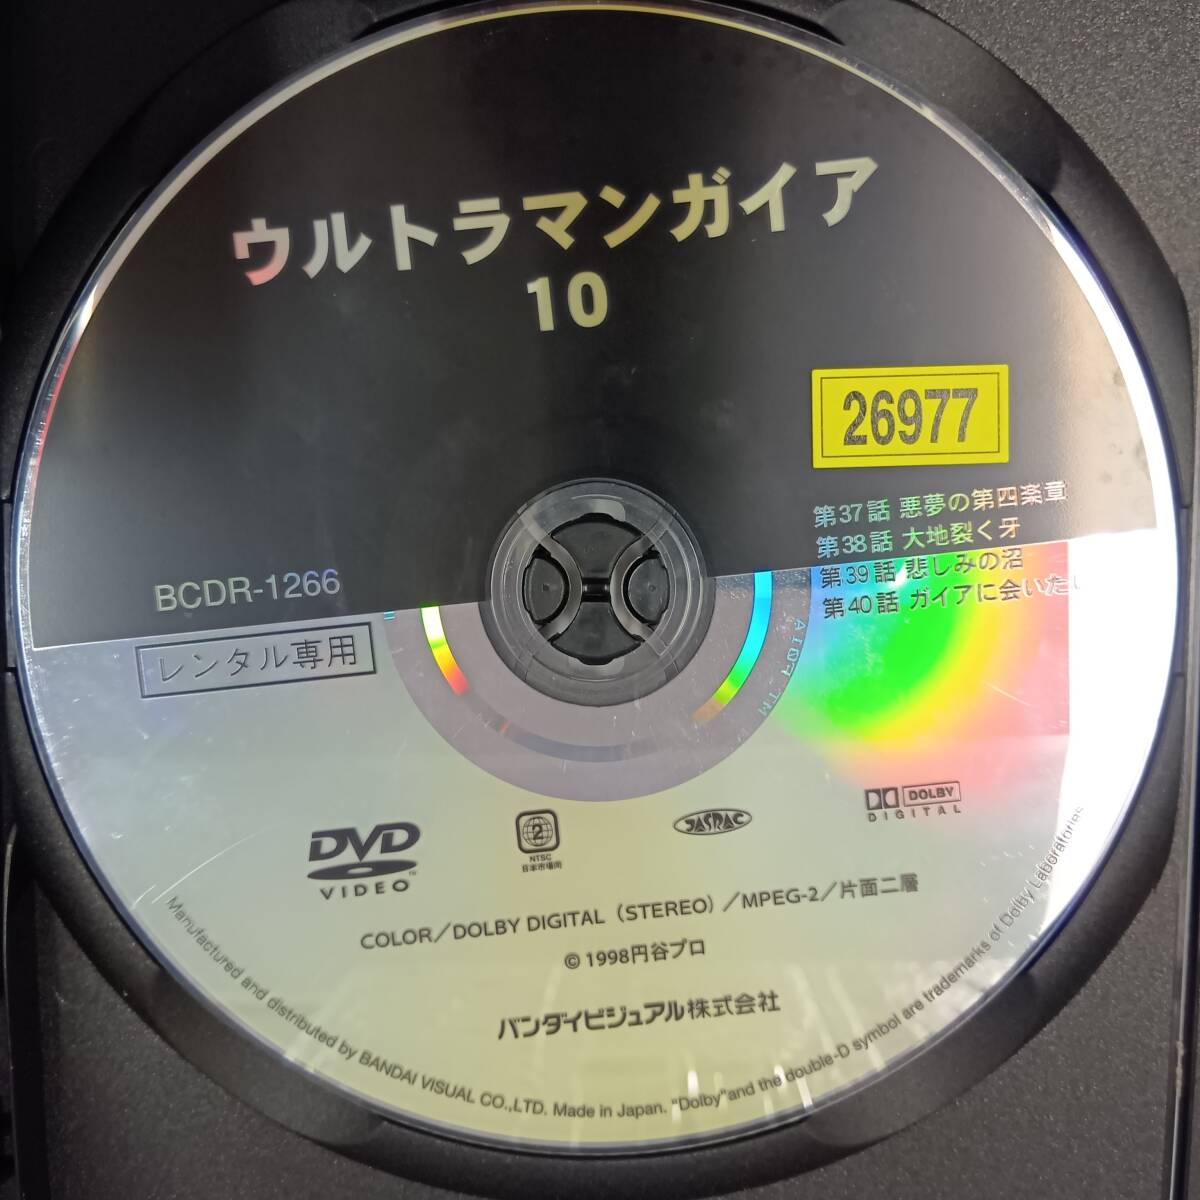 ウルトラマンガイア
10
26977
第37話 悪夢の第四楽章
第38話 大地裂く牙
第39話 悲しみの沼
第40話 ガイアに会いたい
BCDR-1266
レンタル専用
DVD
VIDEO
2
NTSC
日本市場向
JASRAC
DOLBY
DIGITAL
COLOR／DOLBY DIGITAL（STEREO）／MPEG-2／片面二層
©1998円谷プロ
バンダイビジュアル株式会社
Manufactured and distributed by BANDAI VISUAL CO.,LTD. Made in Japan. "Dolby"and the double-D symbol are trademarks of Dolby Laboratories.